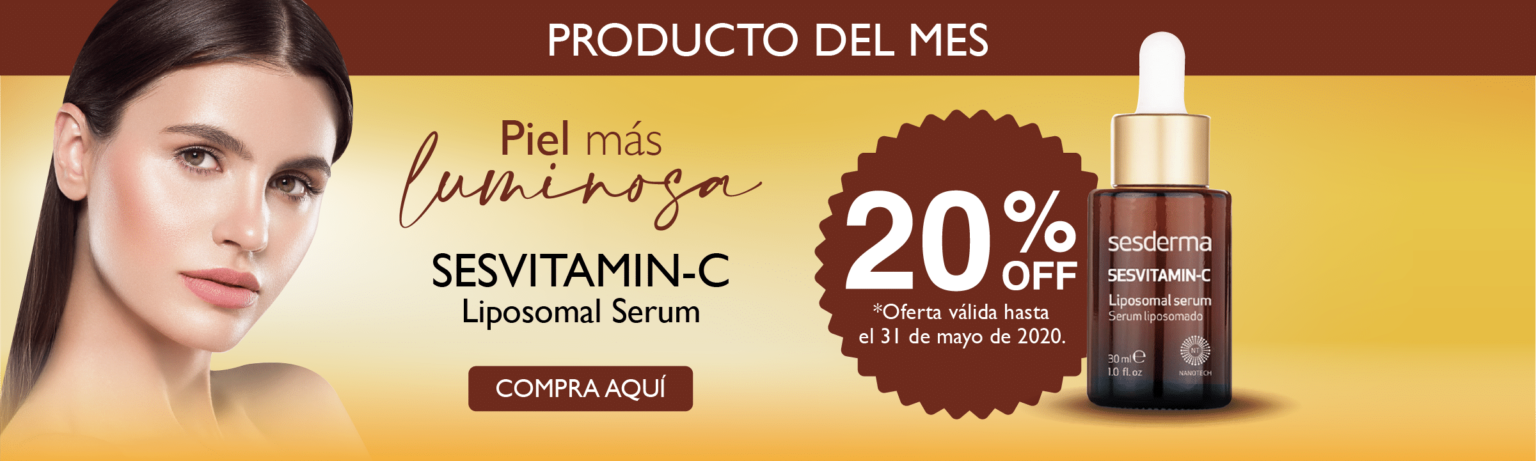 PRODUCTO DEL MES
Piel más
luminosa
SESVITAMIN-C
Liposomal Serum
COMPRA AQUÍ
20%
OFF
*Oferta válida hasta
el 31 de mayo de 2020.
sesderma
SESVITAMIN-C
Liposomal serum
Serum liposomado
30 ml ℮
1.0 fl. oz
NT
NANOTECH